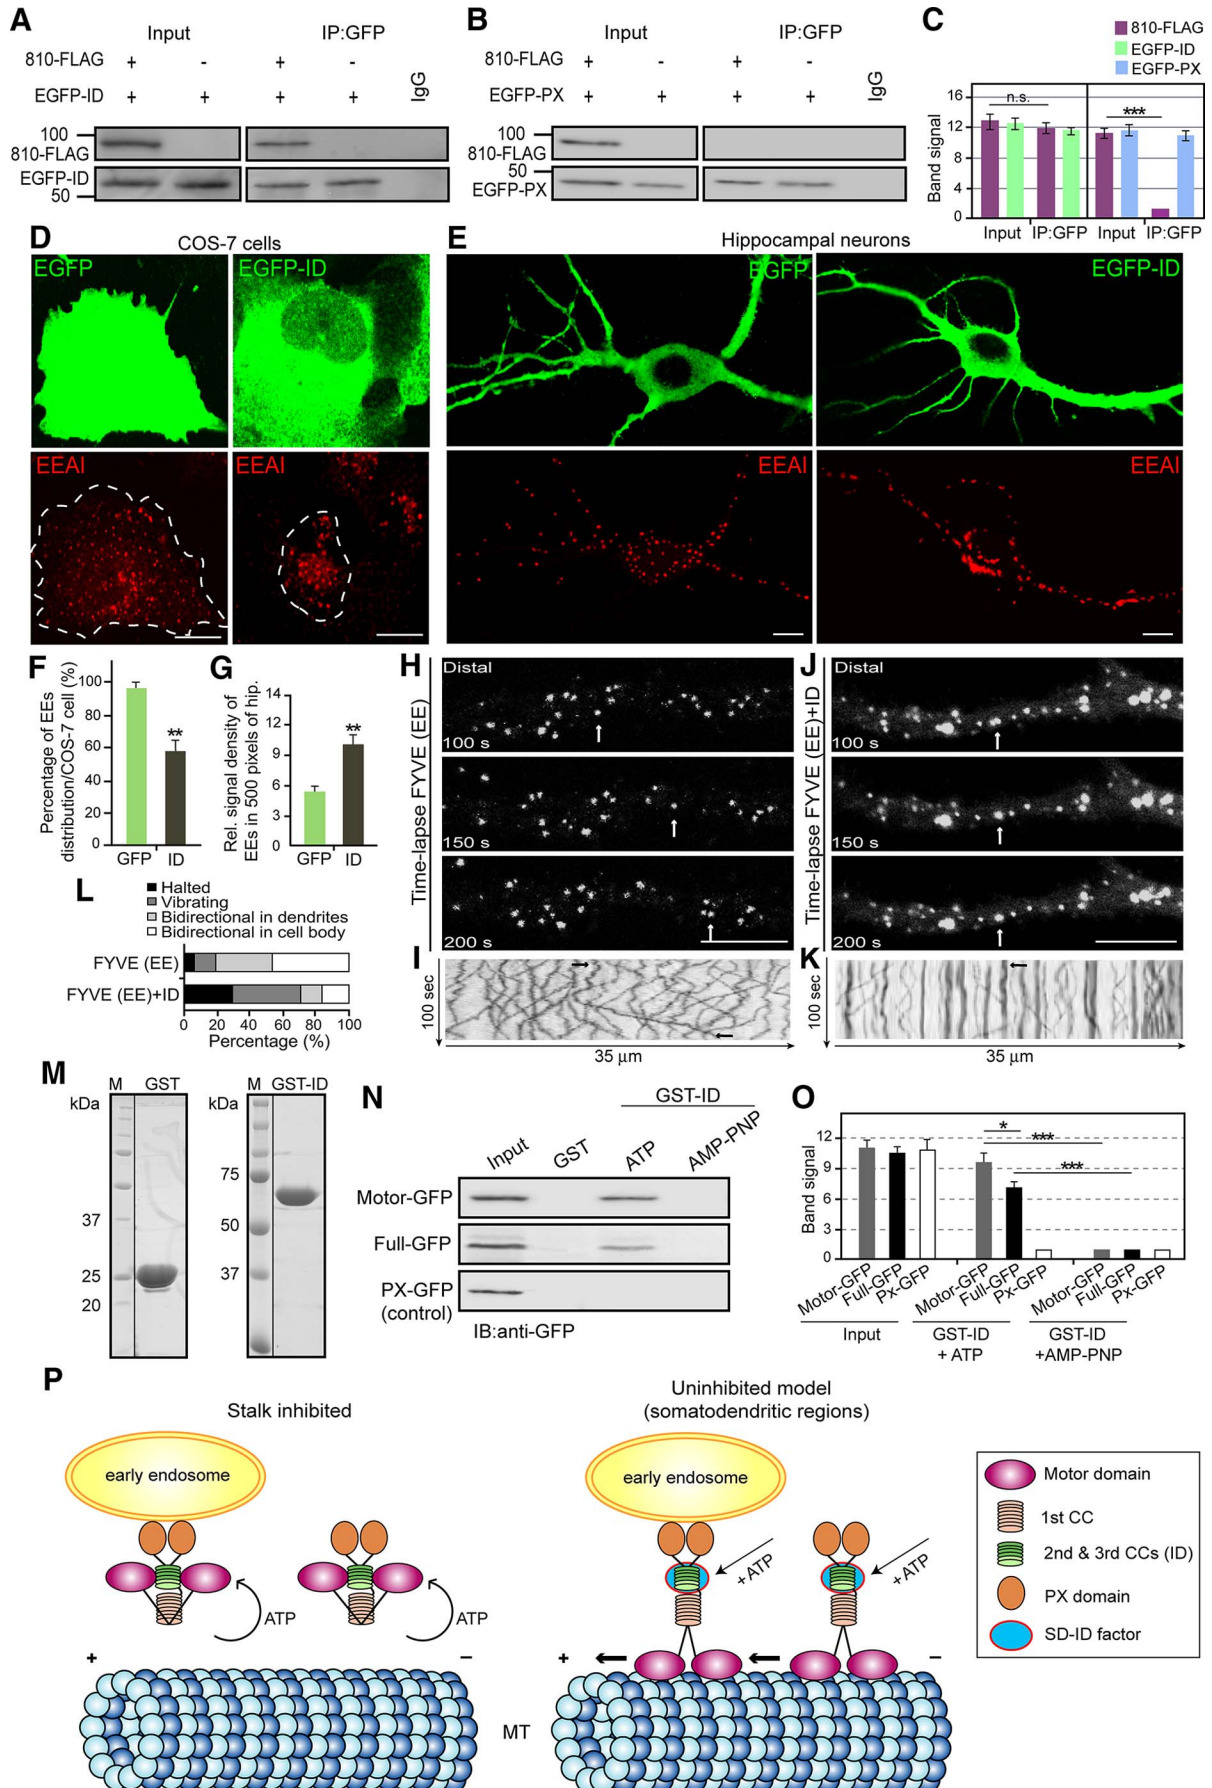 A
Input IP:GFP
810-FLAG + - + -
EGFP-ID + + + + IgG
100
810-FLAG
EGFP-ID
50
B
Input IP:GFP
810-FLAG + - + -
EGFP-PX + + + + IgG
100
810-FLAG
50
EGFP-PX
C
810-FLAG
EGFP-ID
EGFP-PX
Band signal
16
12
8
4
0
n.s.
***
Input IP:GFP Input IP:GFP
D
COS-7 cells
EGFP EGFP-ID
EEAI EEAI
E
Hippocampal neurons
EGFP EGFP-ID
EEAI EEAI
F
Percentage of EEs
distribution/COS-7 cell (%)
100
80
60
40
20
0
**
GFP ID
G
Rel. signal density of
EEs in 500 pixels of hip.
14
12
9
6
3
0
**
GFP ID
H
Time-lapse FYVE (EE)
Distal
100 s
150 s
200 s
I
100 sec
35 µm
J
Time-lapse FYVE (EE)+ID
Distal
100 s
150 s
200 s
K
100 sec
35 µm
L
Halted
Vibrating
Bidirectional in dendrites
Bidirectional in cell body
FYVE (EE)
FYVE (EE)+ID
0 20 40 60 80 100
Percentage (%)
M
M GST
kDa
37
25
20
M GST-ID
kDa
75
50
37
N
GST-ID
Input GST ATP AMP-PNP
Motor-GFP
Full-GFP
PX-GFP
(control)
IB:anti-GFP
O
Band signal
12
9
6
3
0
*
***
***
Motor-GFP Full-GFP Px-GFP Motor-GFP Full-GFP Px-GFP Motor-GFP Full-GFP Px-GFP
Input GST-ID GST-ID
+ ATP +AMP-PNP
P
Stalk inhibited
early endosome
ATP ATP
+ −
Uninhibited model
(somatodendritic regions)
early endosome
+ATP +ATP
+ −
MT
Motor domain
1st CC
2nd & 3rd CCs (ID)
PX domain
SD-ID factor